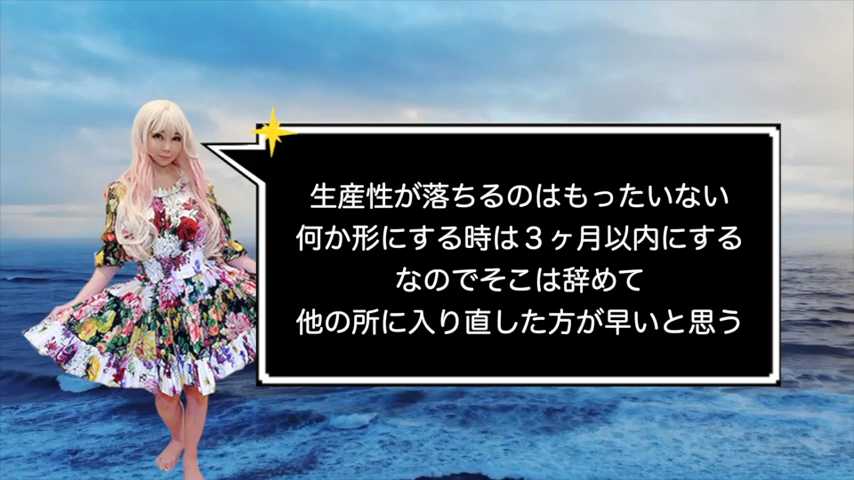 生産性が落ちるのはもったいない
何か形にする時は３ヶ月以内にする
なのでそこは辞めて
他の所に入り直した方が早いと思う